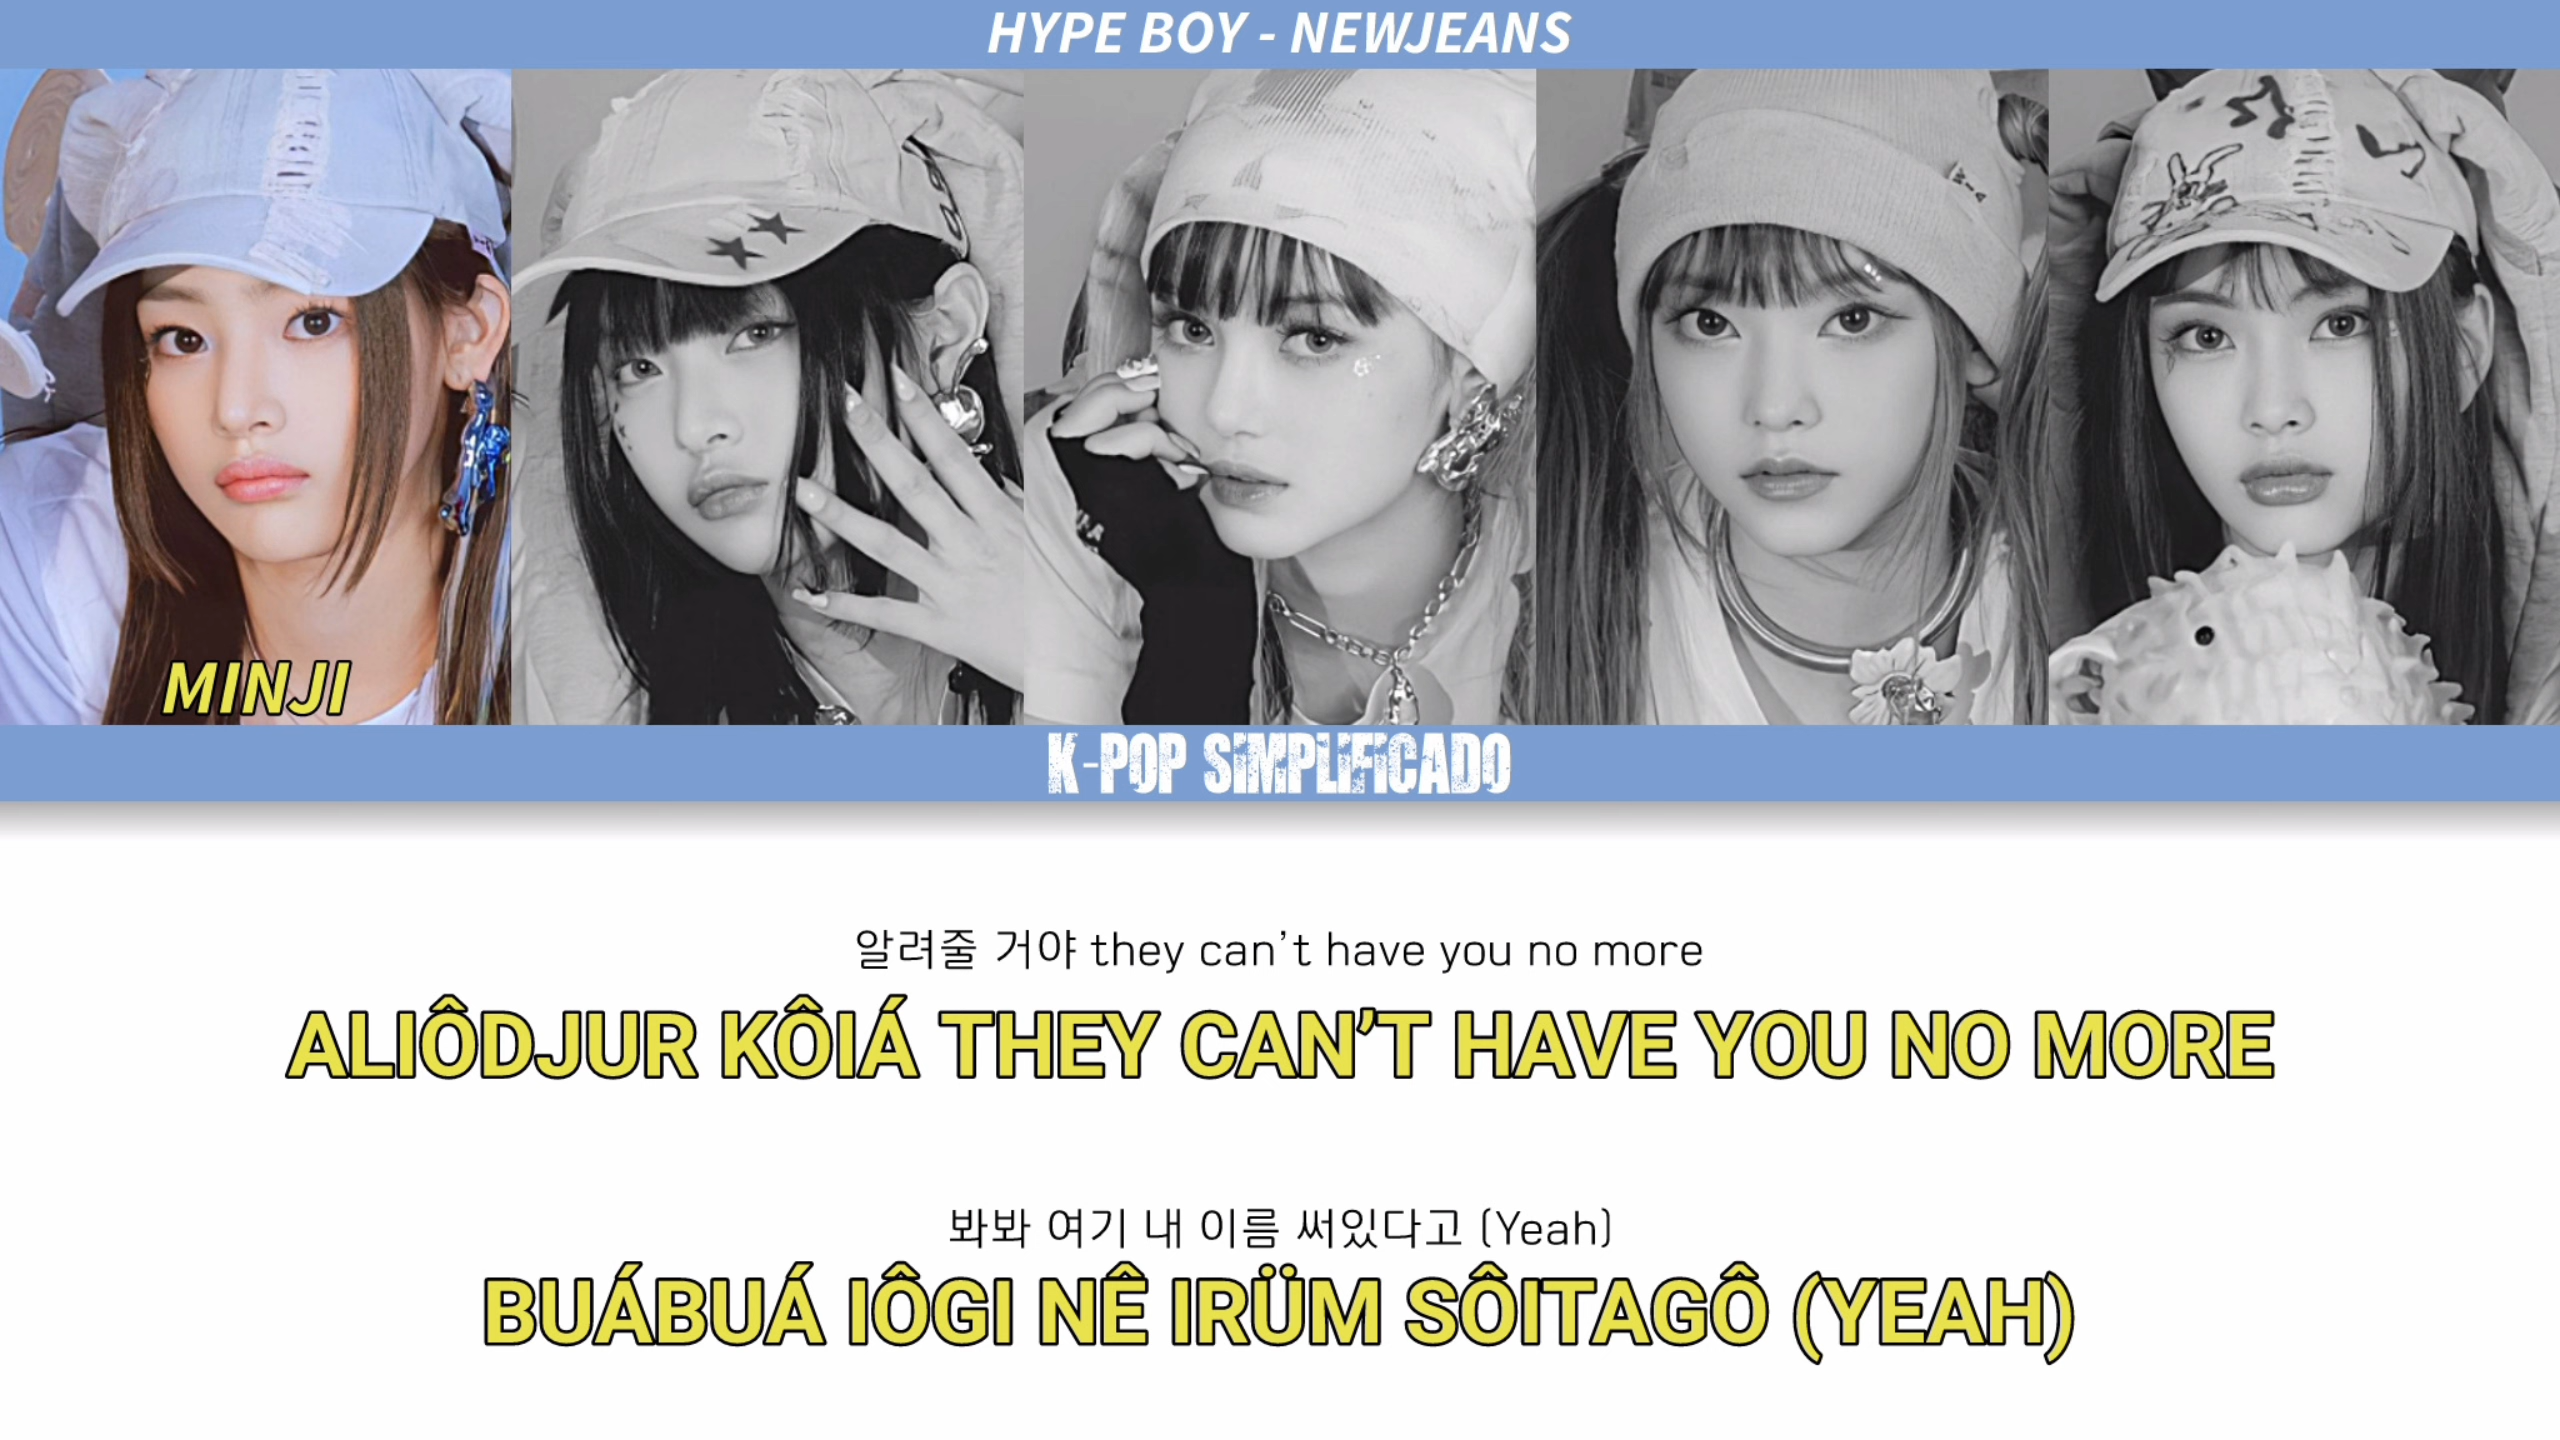 HYPE BOY - NEWJEANS
MINJI
K-POP SIMPLIFICADO
알려줄 거야 they can't have you no more
ALIÔDJUR KÔIÁ THEY CAN'T HAVE YOU NO MORE
봐봐 여기 내 이름 써있다고 (Yeah)
BUÁBUÁ IÔGI NÊ IRÜM SÔITAGÔ (YEAH)